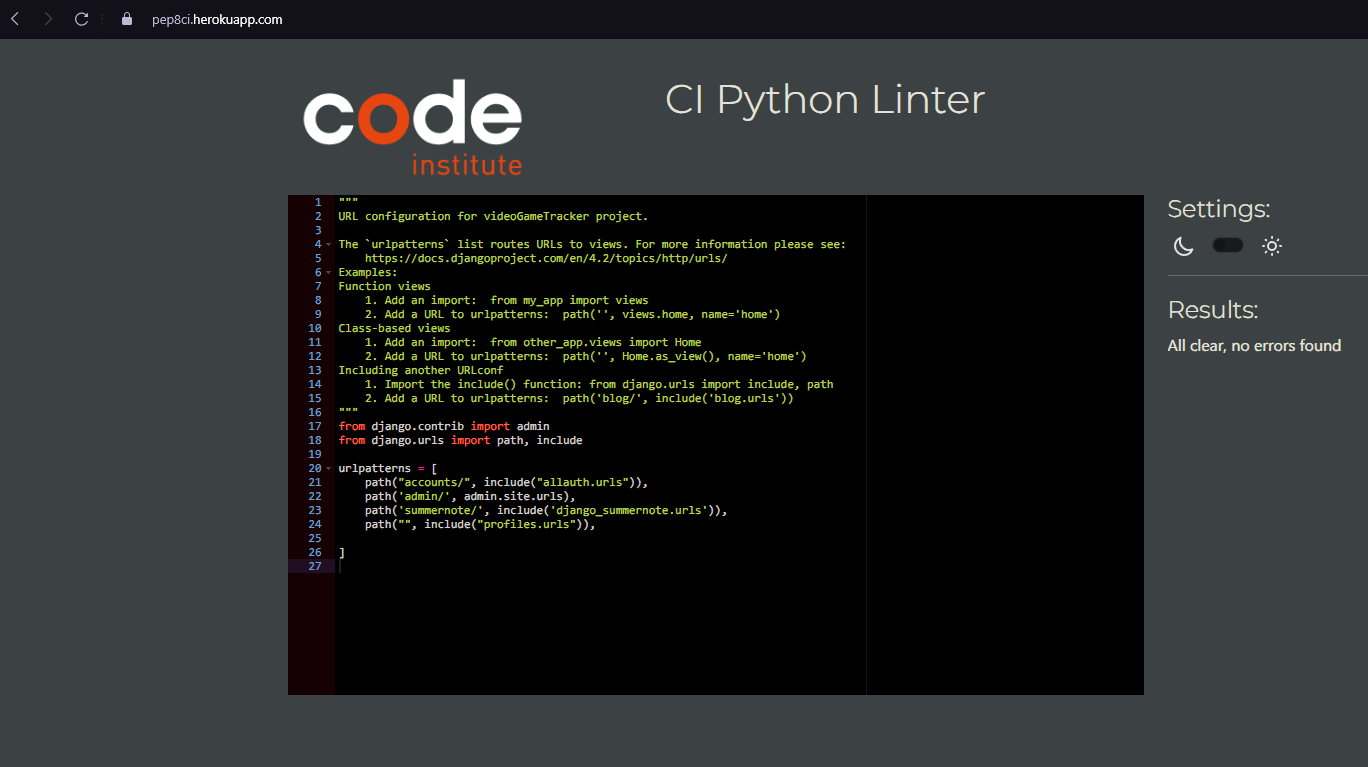 pep8ci.herokuapp.com
code
institute
CI Python Linter
1 """
2 URL configuration for videoGameTracker project.
3
4 The `urlpatterns` list routes URLs to views. For more information please see:
5     https://docs.djangoproject.com/en/4.2/topics/http/urls/
6 Examples:
7 Function views
8     1. Add an import:  from my_app import views
9     2. Add a URL to urlpatterns:  path('', views.home, name='home')
10 Class-based views
11     1. Add an import:  from other_app.views import Home
12     2. Add a URL to urlpatterns:  path('', Home.as_view(), name='home')
13 Including another URLconf
14     1. Import the include() function: from django.urls import include, path
15     2. Add a URL to urlpatterns:  path('blog/', include('blog.urls'))
16 """
17 from django.contrib import admin
18 from django.urls import path, include
19
20 urlpatterns = [
21     path("accounts/", include("allauth.urls")),
22     path('admin/', admin.site.urls),
23     path('summernote/', include('django_summernote.urls')),
24     path("", include("profiles.urls")),
25
26 ]
27
Settings:
Results:
All clear, no errors found